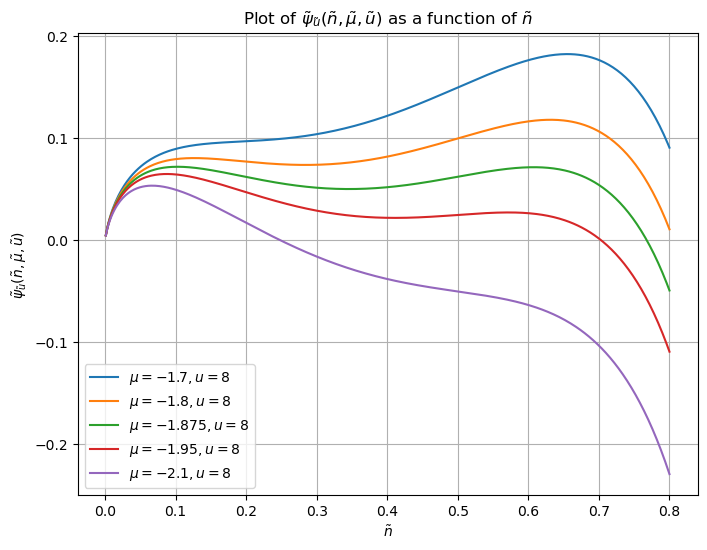 Plot of ψ̃_ũ(ñ, μ̃, ũ) as a function of ñ
ψ̃_ũ(ñ, μ̃, ũ)
0.2
0.1
0.0
−0.1
−0.2
μ = −1.7, u = 8
μ = −1.8, u = 8
μ = −1.875, u = 8
μ = −1.95, u = 8
μ = −2.1, u = 8
0.0 0.1 0.2 0.3 0.4 0.5 0.6 0.7 0.8
ñ